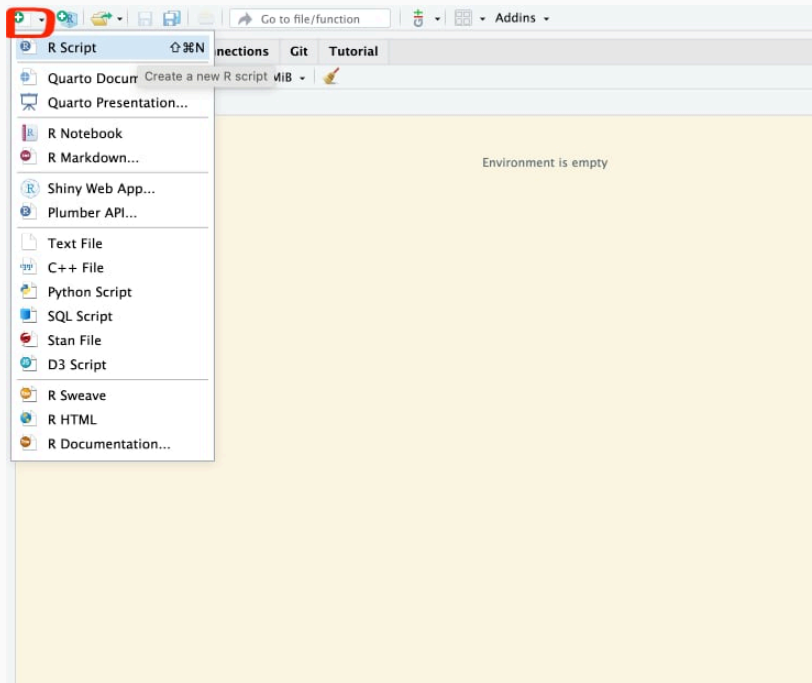 Go to file/function Addins
R Script ⇧⌘N nnections Git Tutorial
Quarto Docum Create a new R script MiB
Quarto Presentation...
R Notebook
R Markdown...
Environment is empty
Shiny Web App...
Plumber API...
Text File
C++ File
Python Script
SQL Script
Stan File
D3 Script
R Sweave
R HTML
R Documentation...